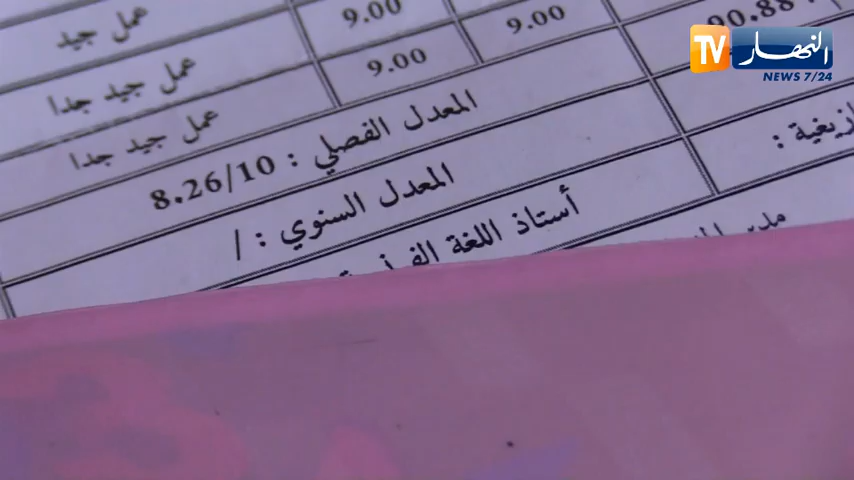 النهار TV
NEWS 7/24
90.88 9.00 9.00 عمل جيد
9.00 عمل جيد جدا
عمل جيد جدا
المعدل الفصلي : 8.26/10
المعدل السنوي : /
أستاذ اللغة
مدير